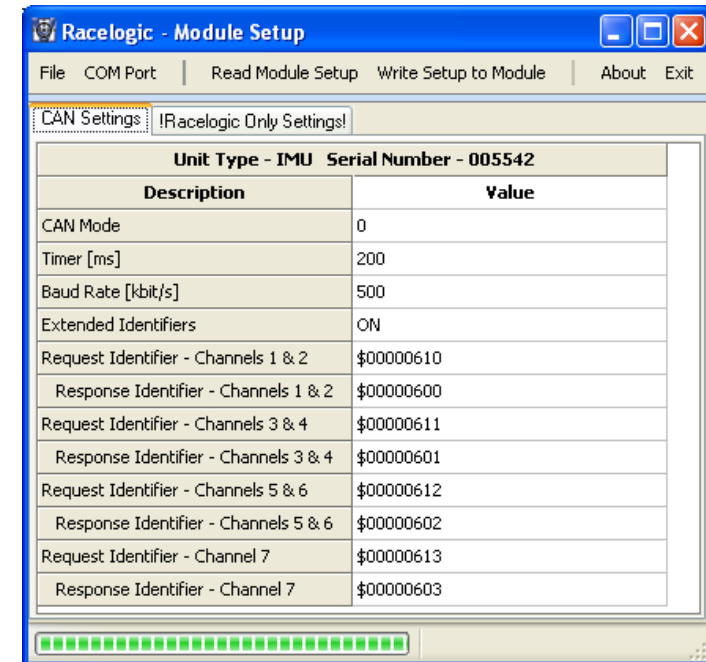 Racelogic - Module Setup
File COM Port Read Module Setup Write Setup to Module About Exit
CAN Settings !Racelogic Only Settings!
Unit Type - IMU Serial Number - 005542
Description Value
CAN Mode 0
Timer [ms] 200
Baud Rate [kbit/s] 500
Extended Identifiers ON
Request Identifier - Channels 1 & 2 $00000610
Response Identifier - Channels 1 & 2 $00000600
Request Identifier - Channels 3 & 4 $00000611
Response Identifier - Channels 3 & 4 $00000601
Request Identifier - Channels 5 & 6 $00000612
Response Identifier - Channels 5 & 6 $00000602
Request Identifier - Channel 7 $00000613
Response Identifier - Channel 7 $00000603